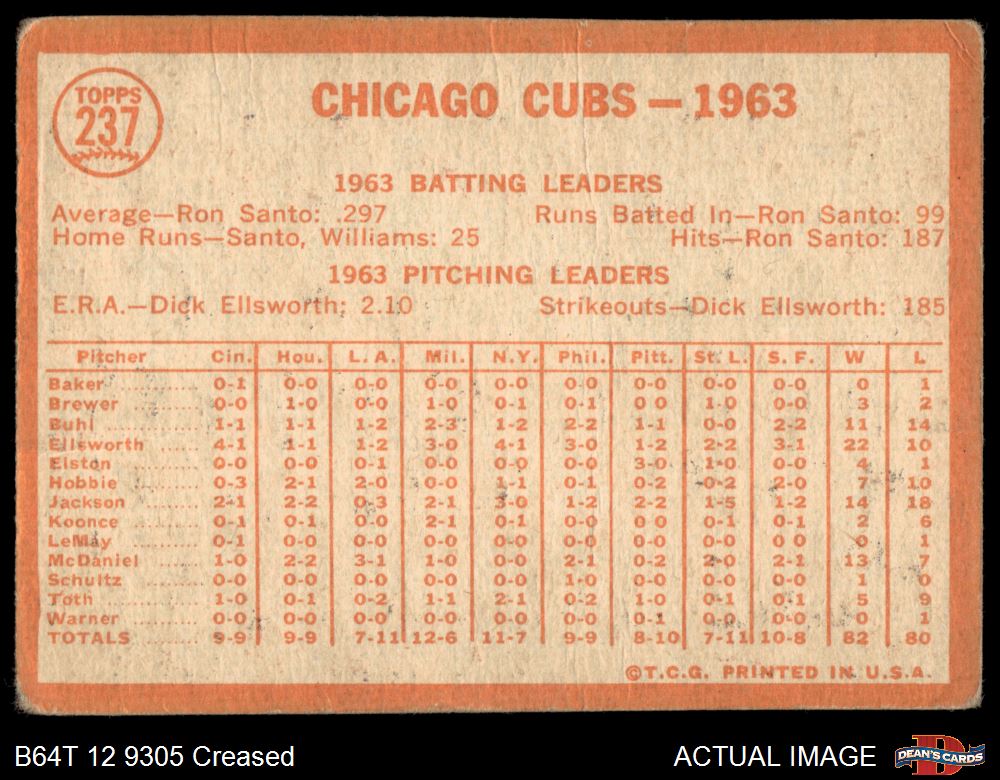 TOPPS
237
CHICAGO CUBS — 1963
1963 BATTING LEADERS
Average—Ron Santo: .297 Runs Batted In—Ron Santo: 99
Home Runs—Santo, Williams: 25 Hits—Ron Santo: 187
1963 PITCHING LEADERS
E.R.A.—Dick Ellsworth; 2.10 Strikeouts—Dick Ellsworth: 185
Pitcher Cin. Hou. L.A. Mil. N.Y. Phil. Pitt. St. L. S. F. W L
Baker .......... 0-1 0-0 0-0 0-0 0-0 0-0 0-0 0-0 0-0 0 1
Brewer .......... 0-0 1-0 0-0 1-0 0-1 0-1 0 0 1-0 0-0 3 2
Buhl .......... 1-1 1-1 1-2 2-3 1-2 2-2 1-1 0-0 2-2 11 14
Ellsworth .......... 4-1 1-1 1-2 3-0 4-1 3-0 1-2 2-2 3-1 22 10
Elston .......... 0-0 0-0 0-1 0-0 0-0 0-0 3-0 1-0 0-0 4 1
Hobbie .......... 0-3 2-1 2-0 0-0 1-1 0-1 0-2 0-2 2-0 7 10
Jackson .......... 2-1 2-2 0-3 2-1 3-0 1-2 2-2 1-5 1-2 14 18
Koonce .......... 0-1 0-1 0-0 2-1 0-1 0-0 0-0 0-1 0-1 2 6
LeMay .......... 0-1 0-0 0-0 0-0 0-0 0-0 0-0 0-0 0-0 0 1
McDaniel .......... 1-0 2-2 3-1 1-0 0-0 2-1 0-2 2-0 2-1 13 7
Schultz .......... 0-0 0-0 0-0 0-0 0-0 1-0 0-0 0-0 0-0 1 0
Toth .......... 1-0 0-1 0-2 1-1 2-1 0-2 1-0 0-1 0-1 5 9
Warner .......... 0-0 0-0 0-0 0-0 0-0 0-0 0-1 0-0 0-0 0 1
TOTALS 9-9 9-9 7-11 12-6 11-7 9-9 8-10 7-11 10-8 82 80
©T.C.G. PRINTED IN U.S.A.
B64T 12 9305 Creased ACTUAL IMAGE DEAN'S CARDS